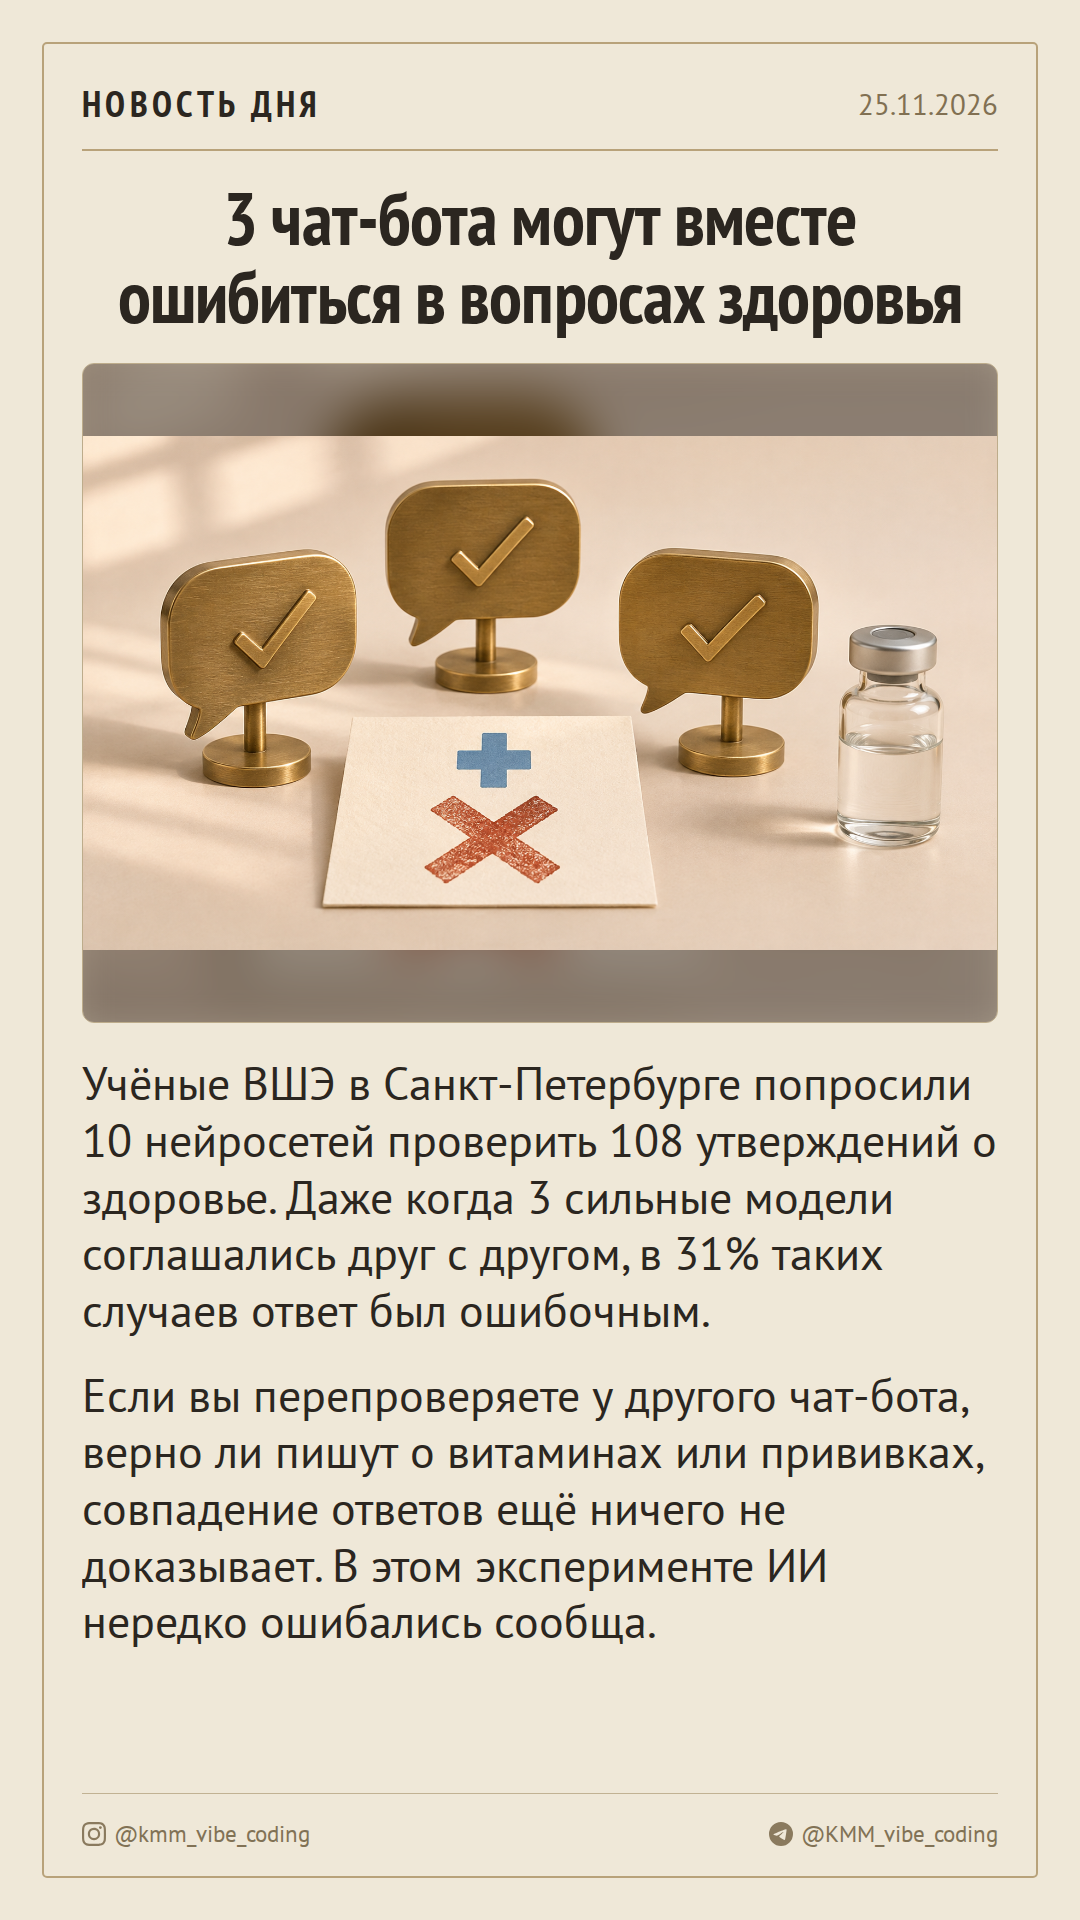 НОВОСТЬ ДНЯ
25.11.2026
3 чат-бота могут вместе
ошибиться в вопросах здоровья
Учёные ВШЭ в Санкт-Петербурге попросили
10 нейросетей проверить 108 утверждений о
здоровье. Даже когда 3 сильные модели
соглашались друг с другом, в 31% таких
случаев ответ был ошибочным.
Если вы перепроверяете у другого чат-бота,
верно ли пишут о витаминах или прививках,
совпадение ответов ещё ничего не
доказывает. В этом эксперименте ИИ
нередко ошибались сообща.
@kmm_vibe_coding
@KMM_vibe_coding